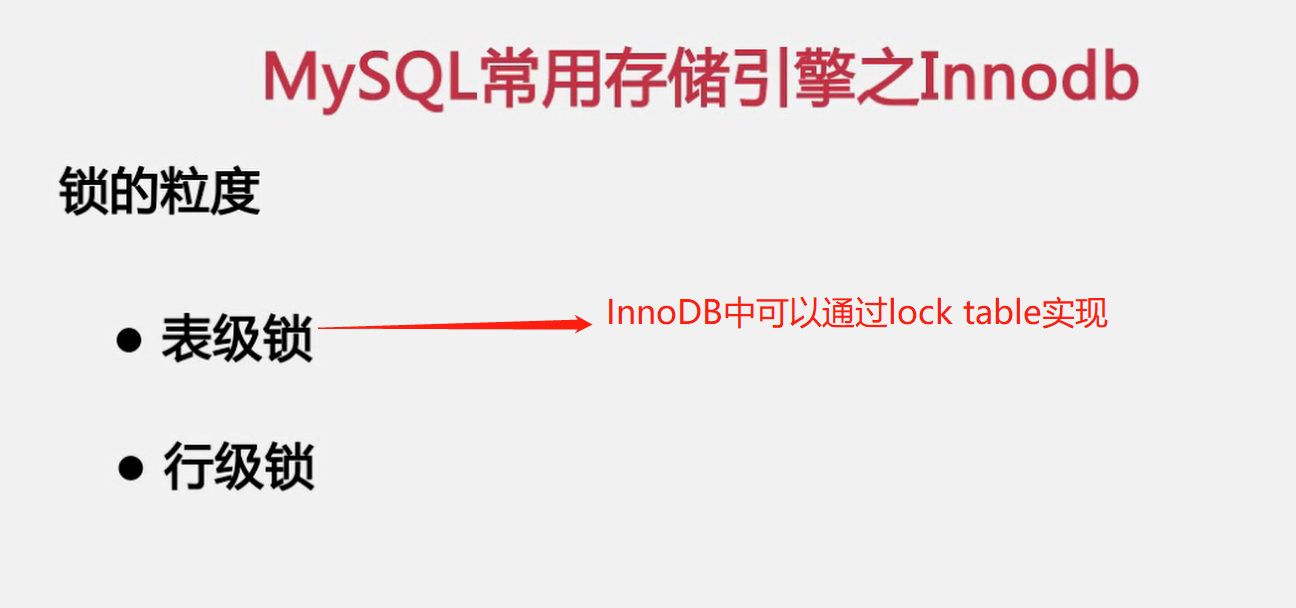 MySQL常用存储引擎之Innodb
锁的粒度
● 表级锁
InnoDB中可以通过lock table实现
● 行级锁